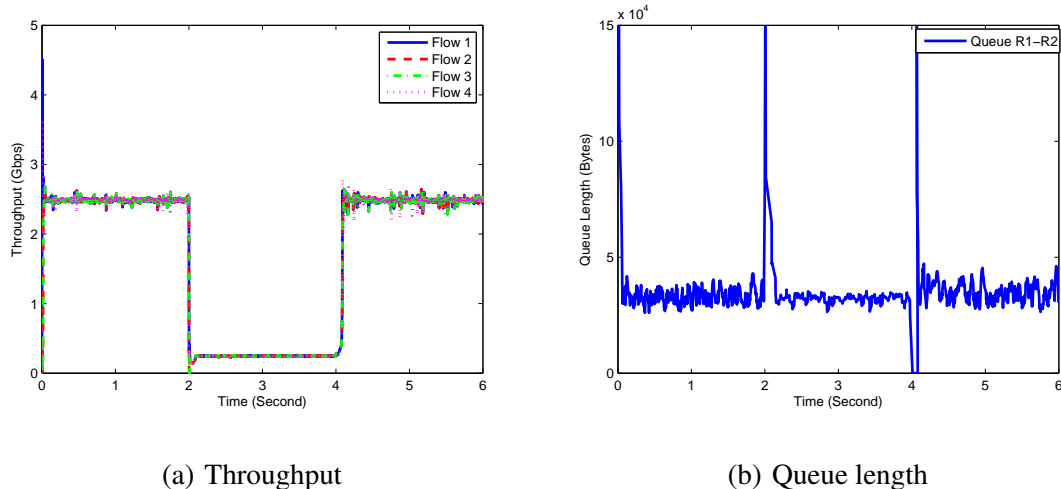 5
4
3
2
1
0
0 1 2 3 4 5 6
Throughput (Gbps)
Time (Second)
Flow 1
Flow 2
Flow 3
Flow 4
(a) Throughput
x 10⁴
15
10
5
0
0 1 2 3 4 5 6
Queue Length (Bytes)
Time (Second)
Queue R1−R2
(b) Queue length